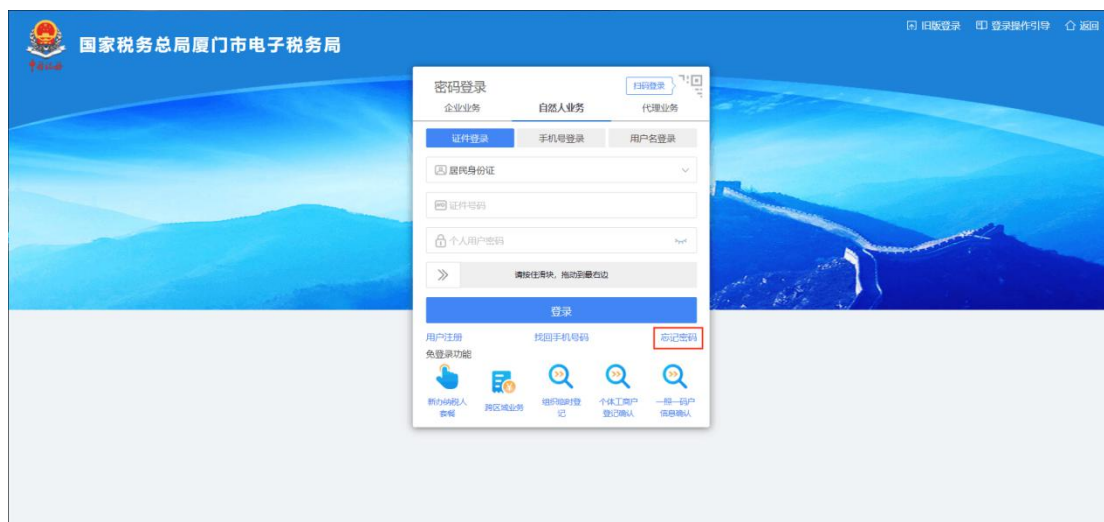 国家税务总局厦门市电子税务局
中国税务
旧版登录 登录操作引导 返回
密码登录 扫码登录
企业业务 自然人业务 代理业务
证件登录 手机号登录 用户名登录
居民身份证
证件号码
个人用户密码
请按住滑块，拖动到最右边
登录
用户注册 找回手机号码 忘记密码
免登录功能
新办纳税人套餐
跨区域业务
组织临时登记
个体工商户登记确认
一照一码户信息确认